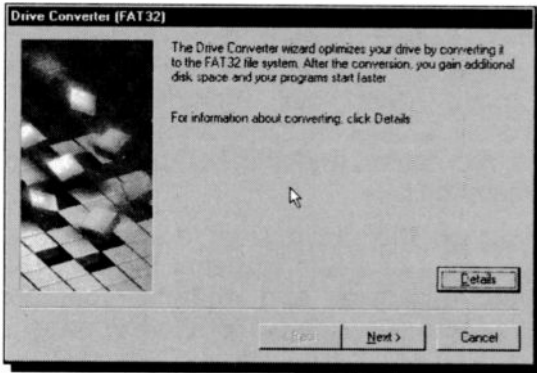 Drive Converter (FAT32)
The Drive Converter wizard optimizes your drive by converting it
to the FAT32 file system. After the conversion, you gain additional
disk space and your programs start faster
For information about converting, click Details
Details
< Back
Next >
Cancel